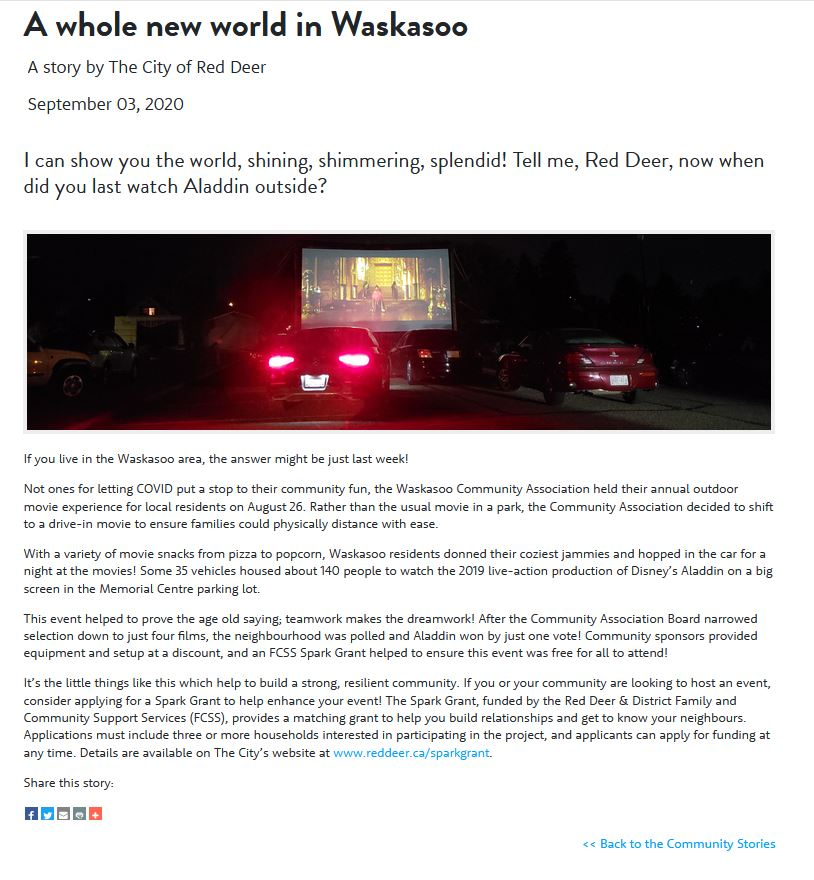 A whole new world in Waskasoo
A story by The City of Red Deer
September 03, 2020
I can show you the world, shining, shimmering, splendid! Tell me, Red Deer, now when
did you last watch Aladdin outside?
If you live in the Waskasoo area, the answer might be just last week!
Not ones for letting COVID put a stop to their community fun, the Waskasoo Community Association held their annual outdoor
movie experience for local residents on August 26. Rather than the usual movie in a park, the Community Association decided to shift
to a drive-in movie to ensure families could physically distance with ease.
With a variety of movie snacks from pizza to popcorn, Waskasoo residents donned their coziest jammies and hopped in the car for a
night at the movies! Some 35 vehicles housed about 140 people to watch the 2019 live-action production of Disney's Aladdin on a big
screen in the Memorial Centre parking lot.
This event helped to prove the age old saying; teamwork makes the dreamwork! After the Community Association Board narrowed
selection down to just four films, the neighbourhood was polled and Aladdin won by just one vote! Community sponsors provided
equipment and setup at a discount, and an FCSS Spark Grant helped to ensure this event was free for all to attend!
It's the little things like this which help to build a strong, resilient community. If you or your community are looking to host an event,
consider applying for a Spark Grant to help enhance your event! The Spark Grant, funded by the Red Deer & District Family and
Community Support Services (FCSS), provides a matching grant to help you build relationships and get to know your neighbours.
Applications must include three or more households interested in participating in the project, and applicants can apply for funding at
any time. Details are available on The City's website at www.reddeer.ca/sparkgrant.
Share this story:
<< Back to the Community Stories